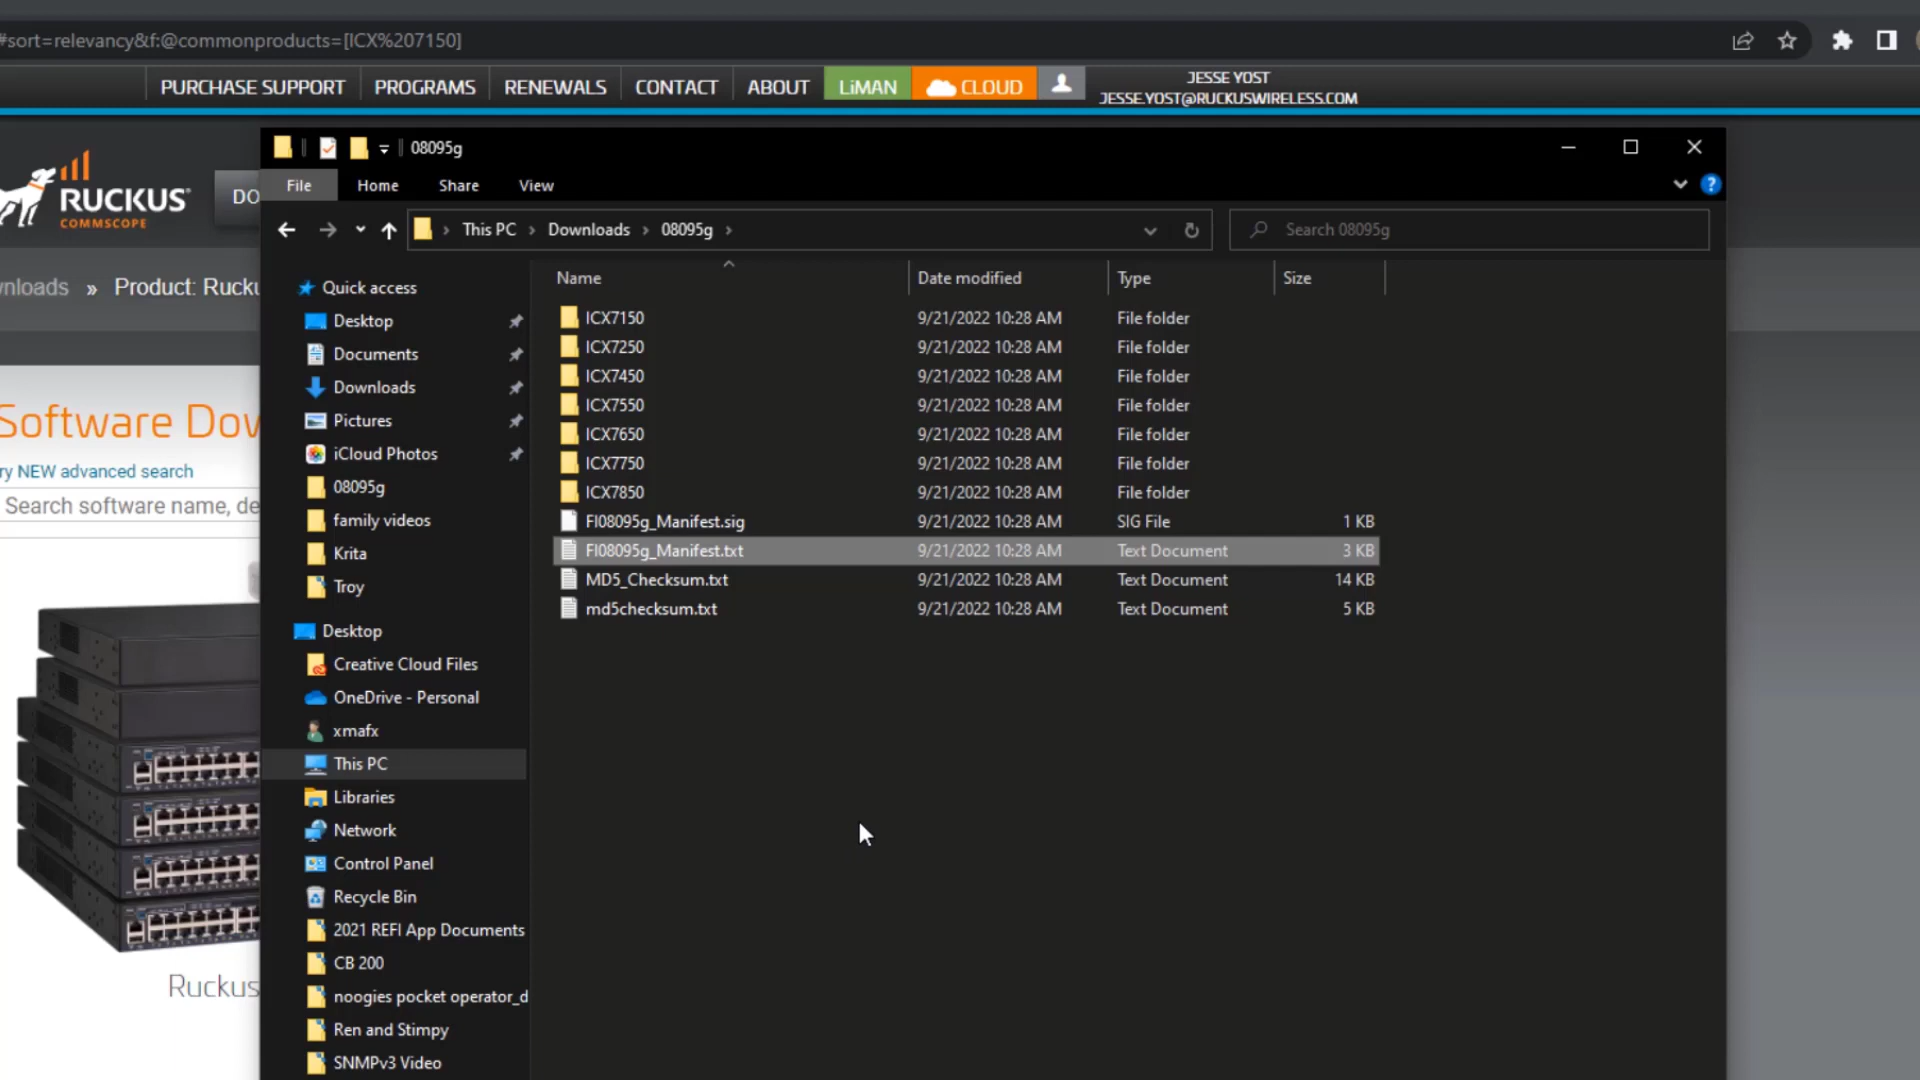 #sort=relevancy&f:@commonproducts=[ICX%207150]
PURCHASE SUPPORT
PROGRAMS
RENEWALS
CONTACT
ABOUT
LiMAN
CLOUD
JESSE YOST
JESSE.YOST@RUCKUSWIRELESS.COM
RUCKUS
COMMSCOPE
DO
nloads » Product: Rucku
Software Dow
ry NEW advanced search
Search software name, de
Ruckus
08095g
File
Home
Share
View
This PC
Downloads
08095g
Search 08095g
Quick access
Desktop
Documents
Downloads
Pictures
iCloud Photos
08095g
family videos
Krita
Troy
Desktop
Creative Cloud Files
OneDrive - Personal
xmafx
This PC
Libraries
Network
Control Panel
Recycle Bin
2021 REFI App Documents
CB 200
noogies pocket operator_d
Ren and Stimpy
SNMPv3 Video
Name Date modified Type Size
ICX7150 9/21/2022 10:28 AM File folder
ICX7250 9/21/2022 10:28 AM File folder
ICX7450 9/21/2022 10:28 AM File folder
ICX7550 9/21/2022 10:28 AM File folder
ICX7650 9/21/2022 10:28 AM File folder
ICX7750 9/21/2022 10:28 AM File folder
ICX7850 9/21/2022 10:28 AM File folder
FI08095g_Manifest.sig 9/21/2022 10:28 AM SIG File 1 KB
FI08095g_Manifest.txt 9/21/2022 10:28 AM Text Document 3 KB
MD5_Checksum.txt 9/21/2022 10:28 AM Text Document 14 KB
md5checksum.txt 9/21/2022 10:28 AM Text Document 5 KB